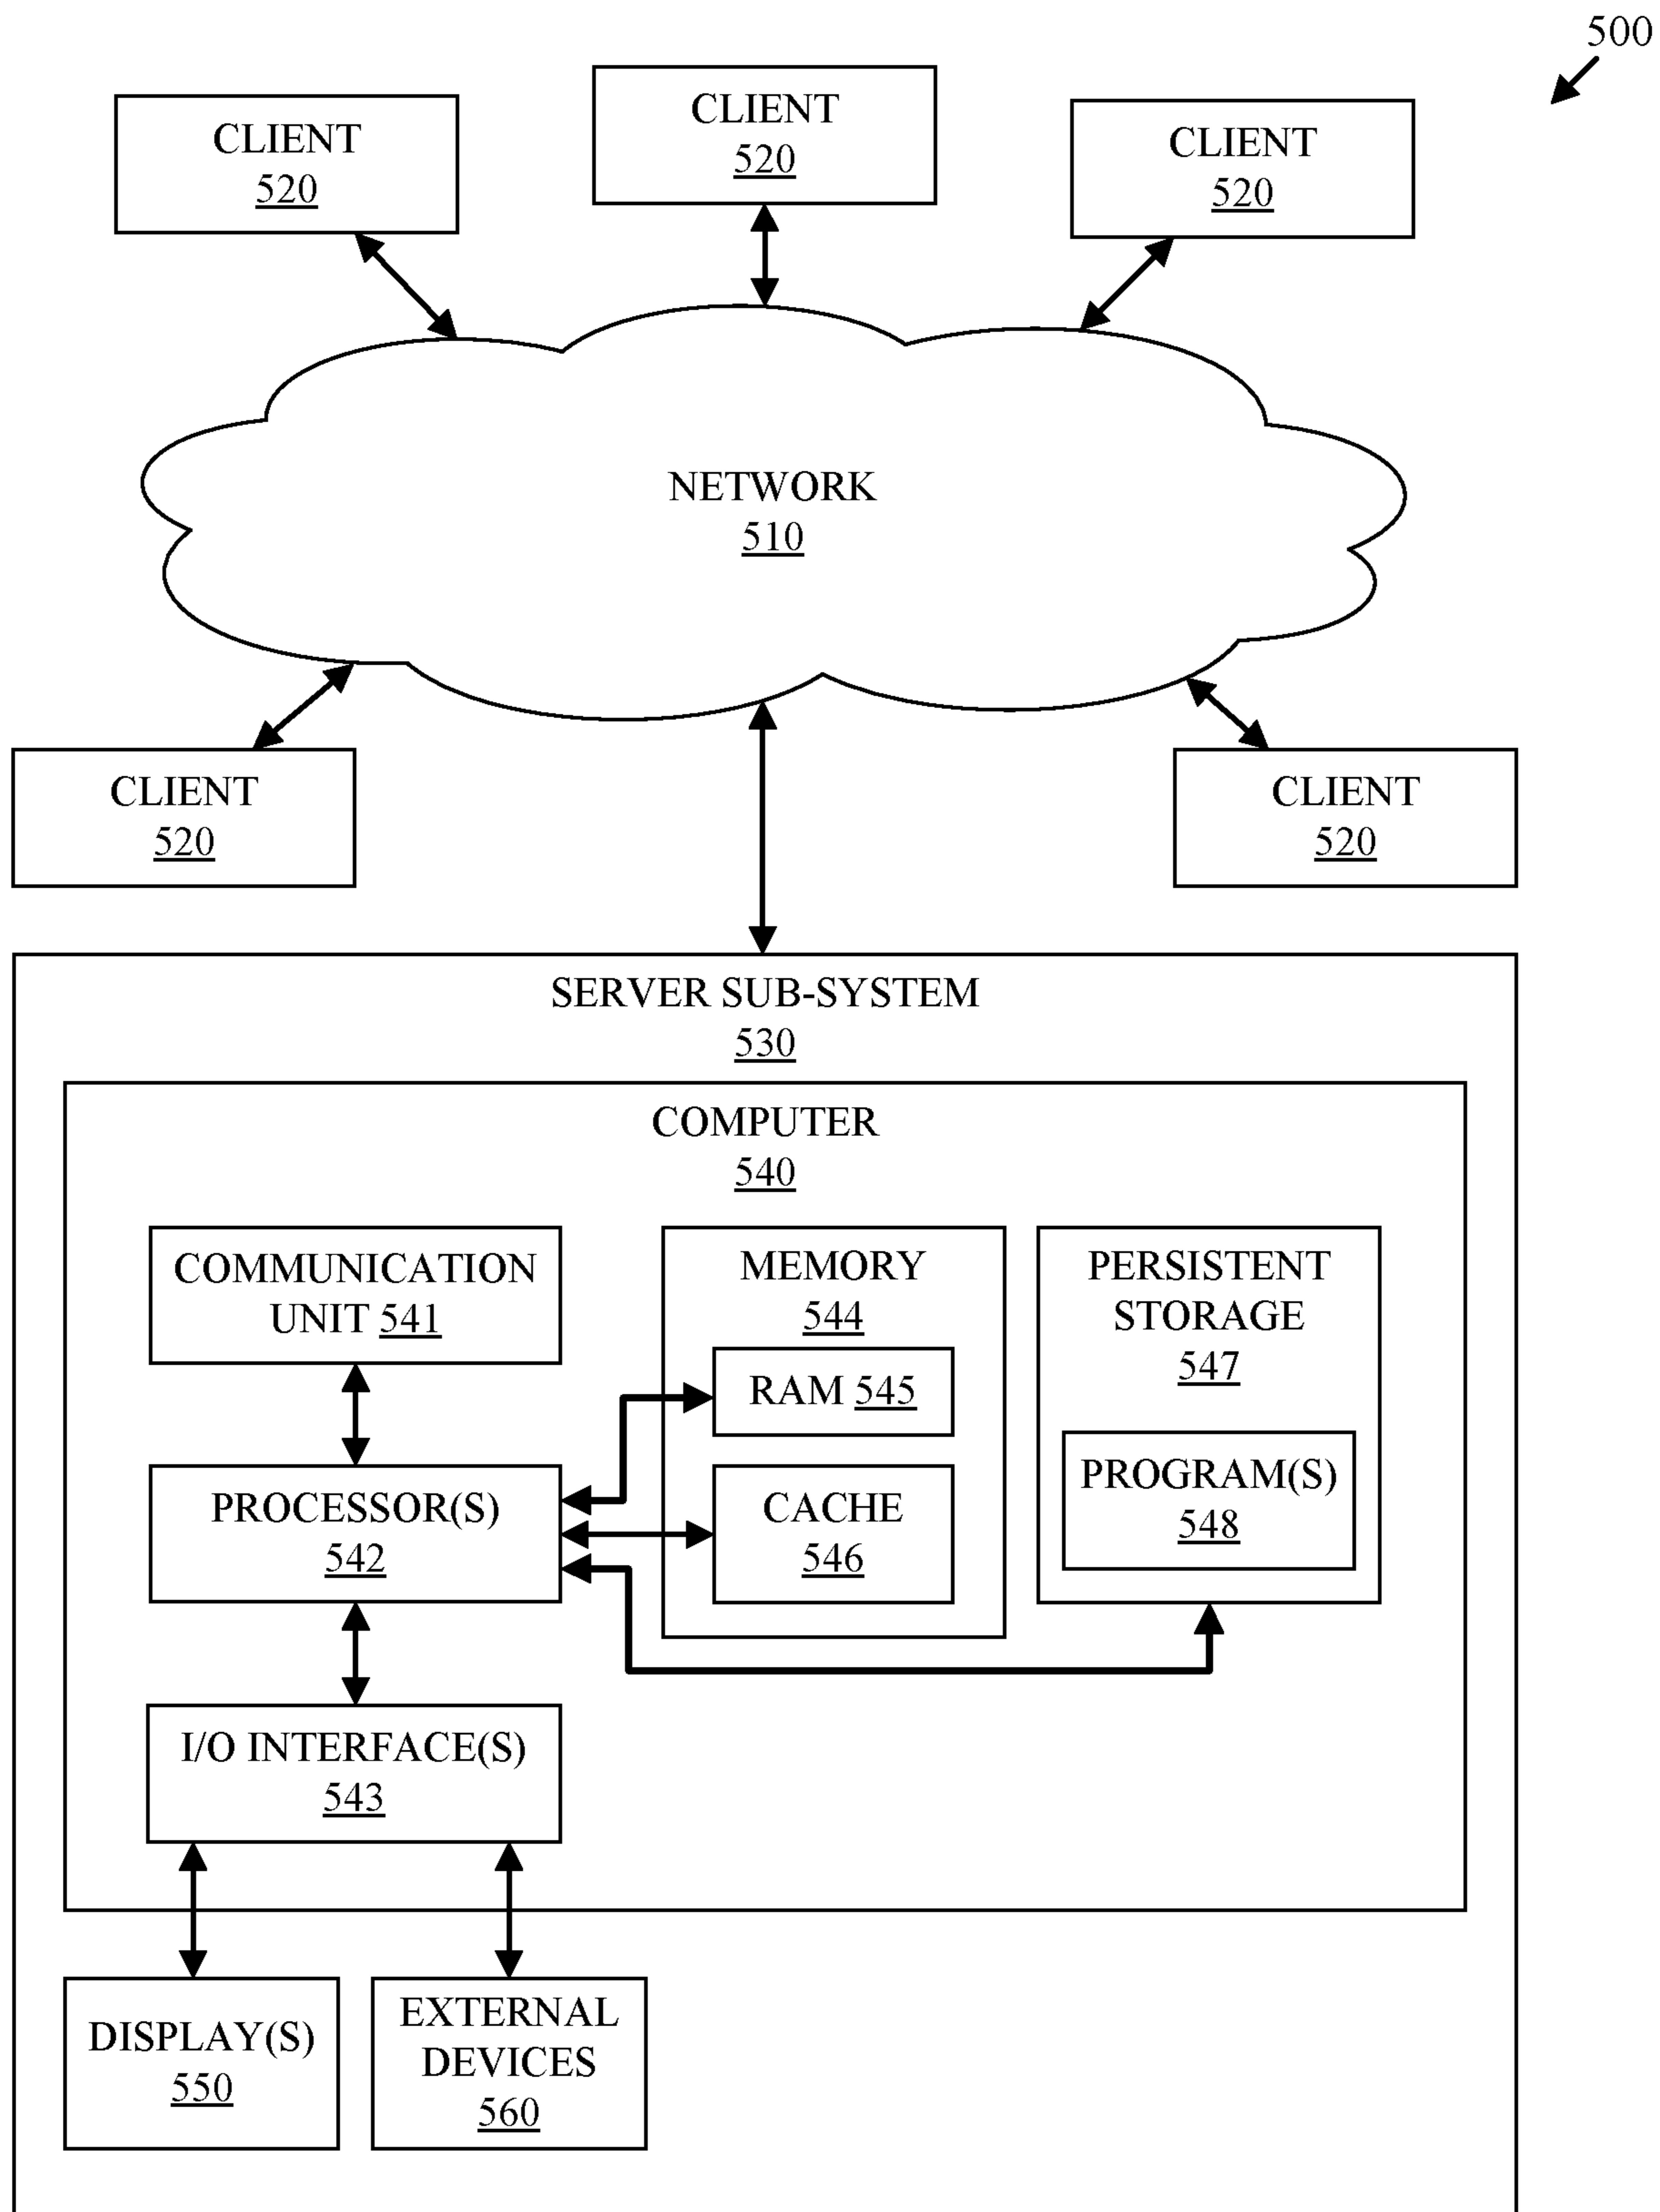 500
CLIENT
520
CLIENT
520
CLIENT
520
NETWORK
510
CLIENT
520
CLIENT
520
SERVER SUB-SYSTEM
530
COMPUTER
540
COMMUNICATION
UNIT 541
MEMORY
544
PERSISTENT
STORAGE
547
RAM 545
PROCESSOR(S)
542
CACHE
546
PROGRAM(S)
548
I/O INTERFACE(S)
543
DISPLAY(S)
550
EXTERNAL
DEVICES
560